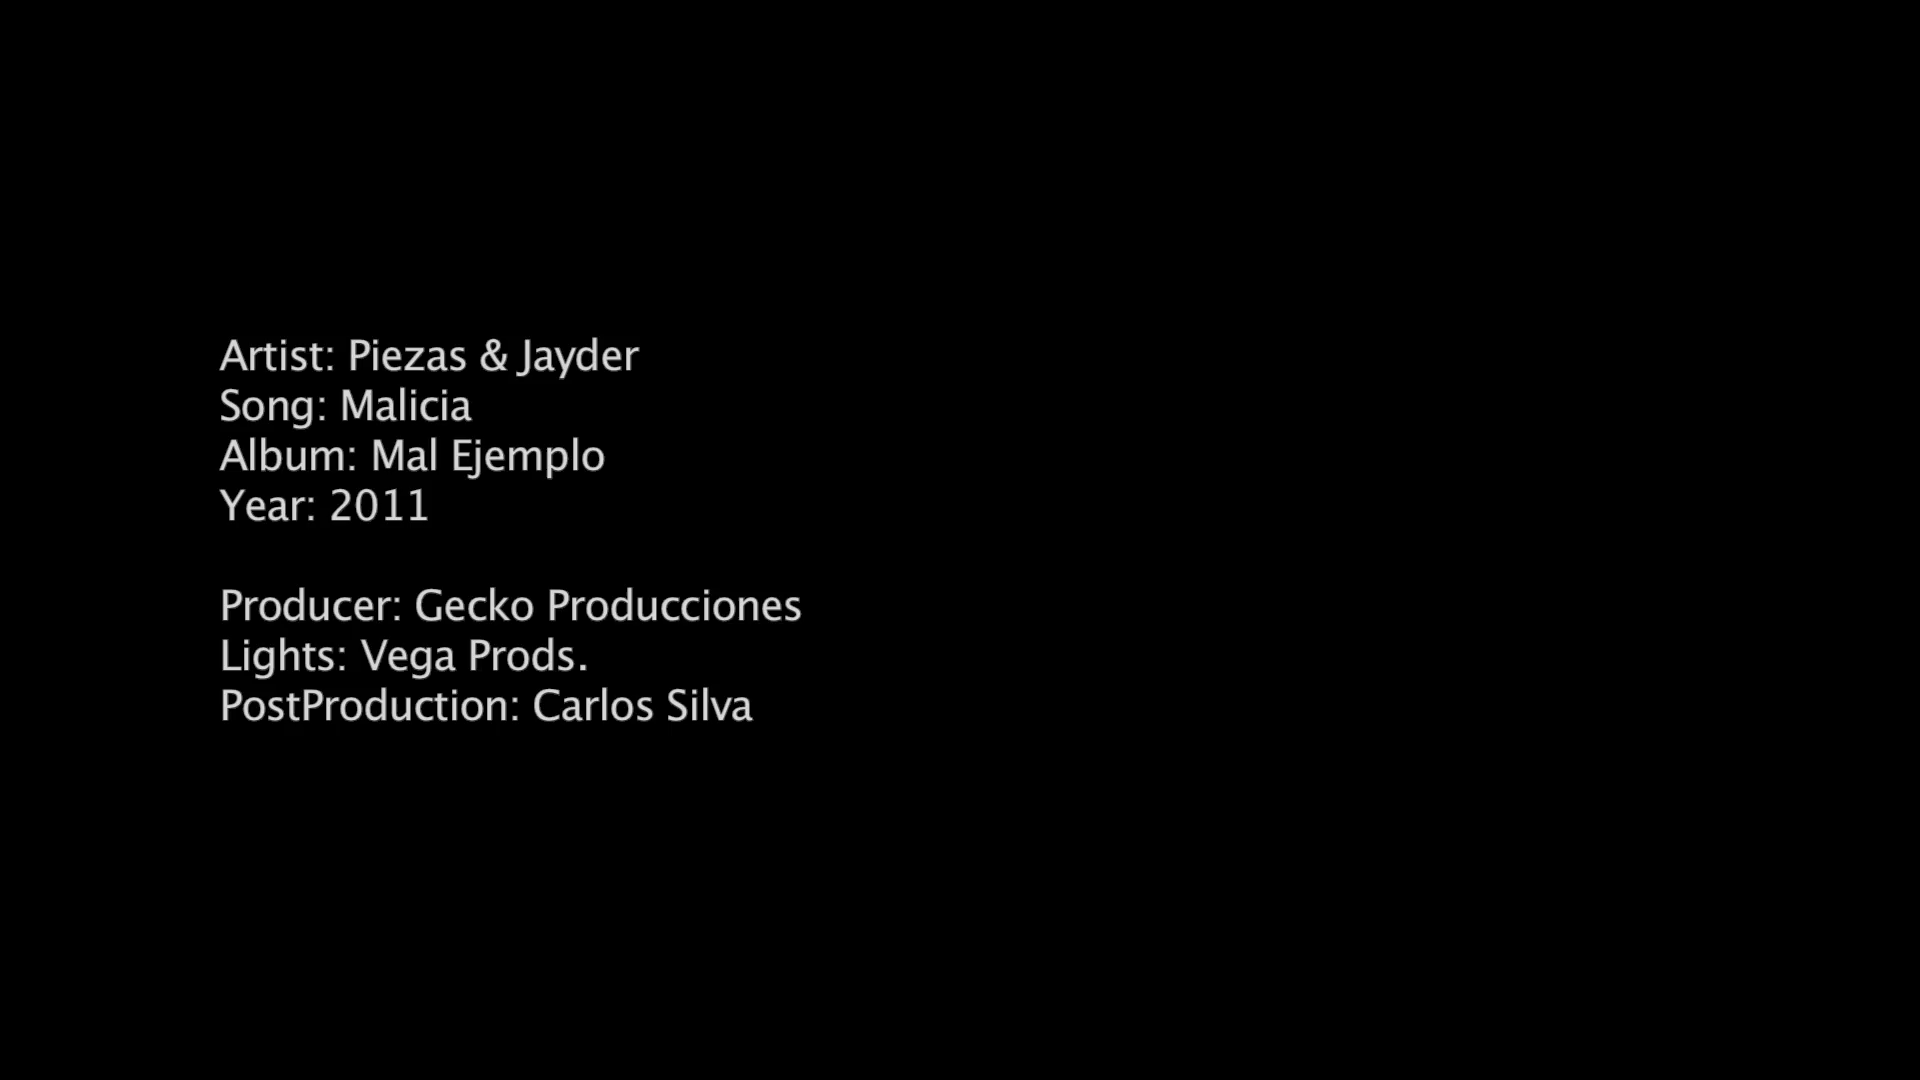 Artist: Piezas & Jayder
Song: Malicia
Album: Mal Ejemplo
Year: 2011
Producer: Gecko Producciones
Lights: Vega Prods.
PostProduction: Carlos Silva